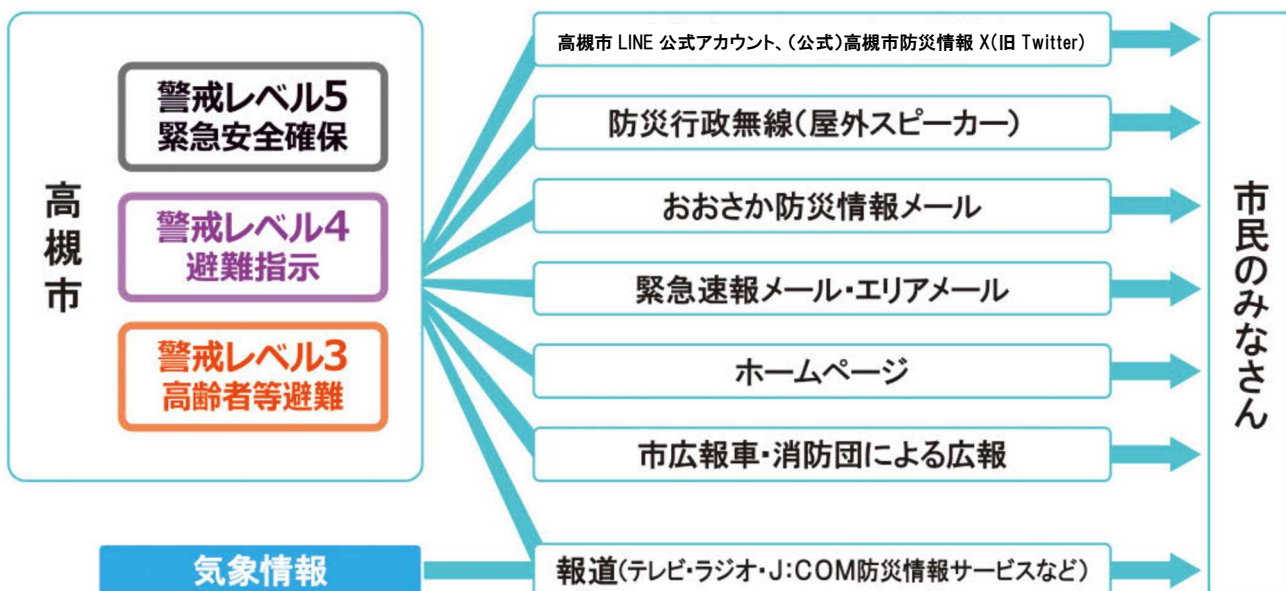 高槻市
警戒レベル5
緊急安全確保
警戒レベル4
避難指示
警戒レベル3
高齢者等避難
気象情報
高槻市 LINE 公式アカウント、(公式)高槻市防災情報 X(旧 Twitter)
防災行政無線(屋外スピーカー)
おおさか防災情報メール
緊急速報メール・エリアメール
ホームページ
市広報車・消防団による広報
報道(テレビ・ラジオ・J:COM防災情報サービスなど)
市民のみなさん